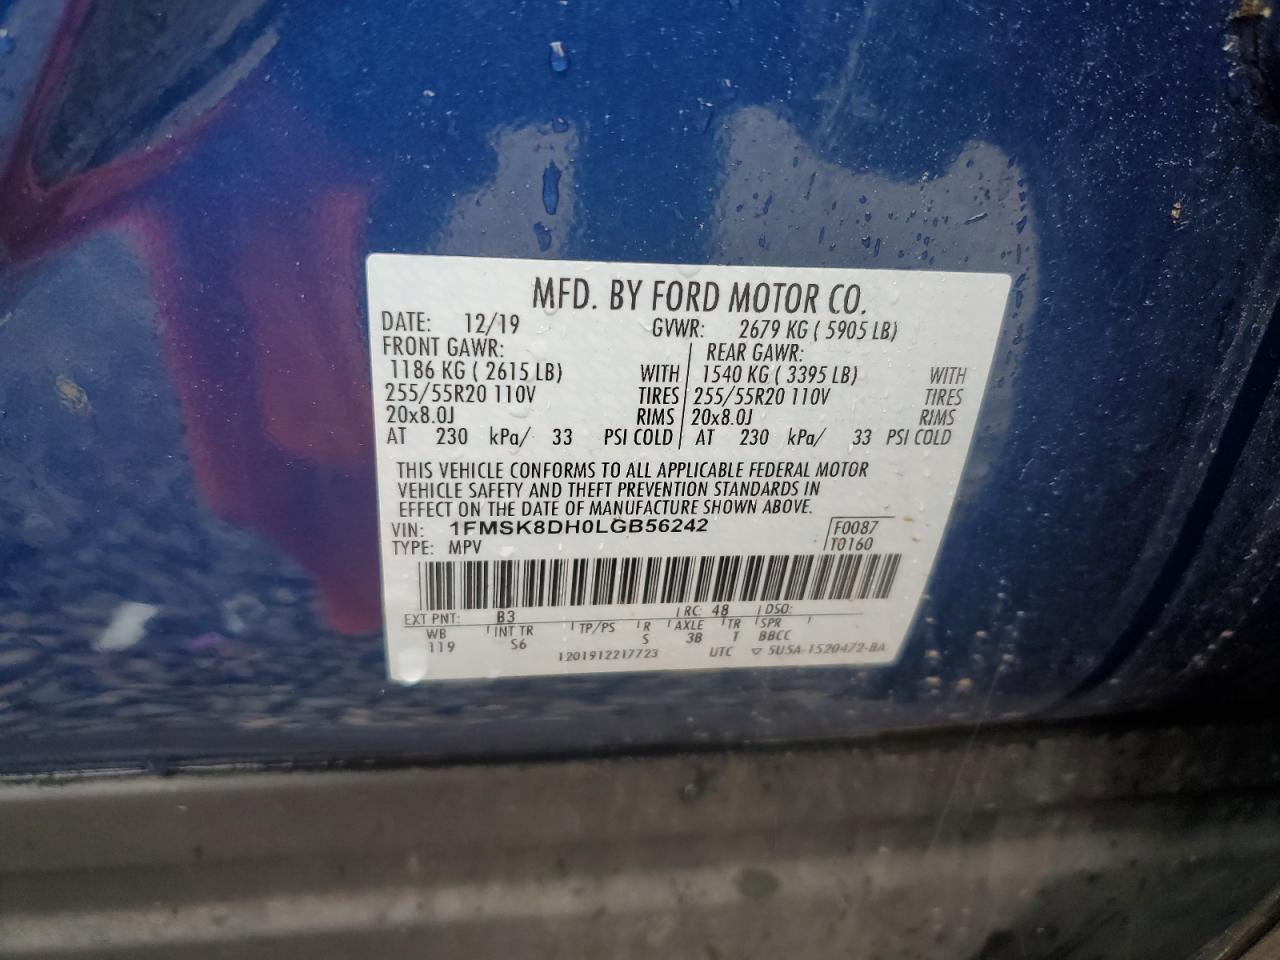 MFD. BY FORD MOTOR CO.
DATE: 12/19 GVWR: 2679 KG ( 5905 LB)
FRONT GAWR: REAR GAWR:
1186 KG ( 2615 LB) WITH 1540 KG ( 3395 LB) WITH
255/55R20 110V TIRES 255/55R20 110V TIRES
20x8.0J RIMS 20x8.0J RIMS
AT 230 kPa/ 33 PSI COLD AT 230 kPa/ 33 PSI COLD
THIS VEHICLE CONFORMS TO ALL APPLICABLE FEDERAL MOTOR
VEHICLE SAFETY AND THEFT PREVENTION STANDARDS IN
EFFECT ON THE DATE OF MANUFACTURE SHOWN ABOVE.
VIN: 1FMSK8DH0LGB56242 F0087
TYPE: MPV T0160
EXT PNT: B3 RC: 48 DSO:
WB INT TR TP/PS R AXLE TR SPR
119 S6 S 3B T BBCC
1201912217723 UTC ▽ 5U5A-1520472-BA